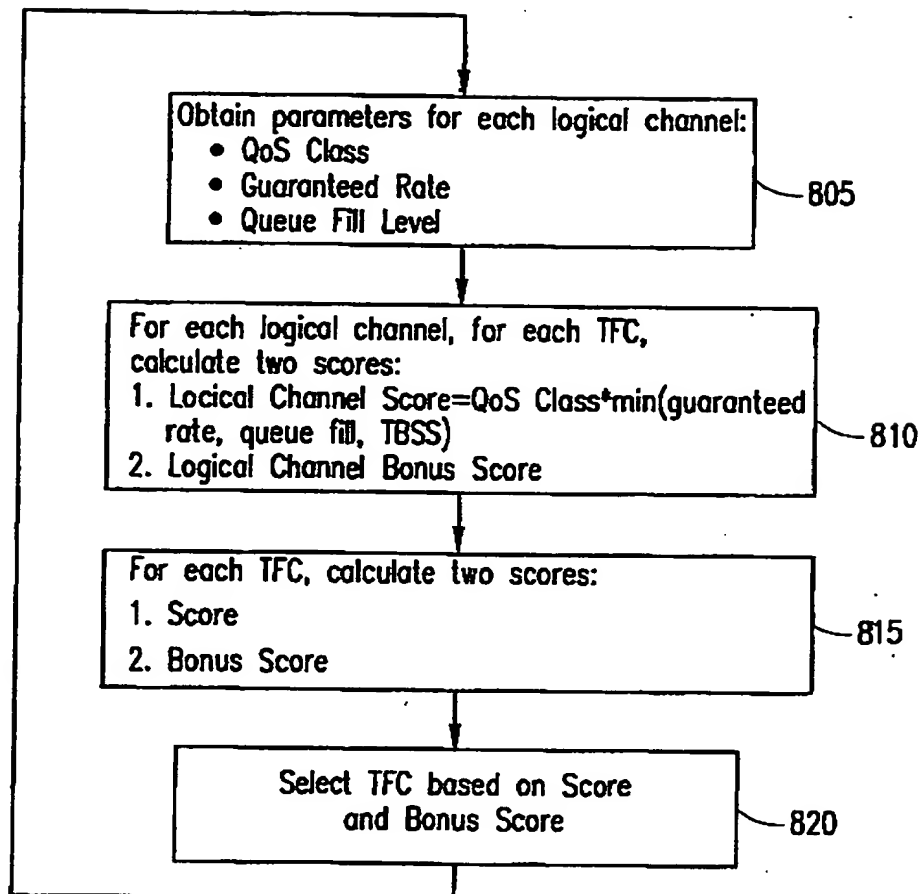 Obtain parameters for each logical channel:
• QoS Class
• Guaranteed Rate
• Queue Fill Level
805
For each logical channel, for each TFC,
calculate two scores:
1. Locical Channel Score=QoS Class*min(guaranteed
rate, queue fill, TBSS)
2. Logical Channel Bonus Score
810
For each TFC, calculate two scores:
1. Score
2. Bonus Score
815
Select TFC based on Score
and Bonus Score
820